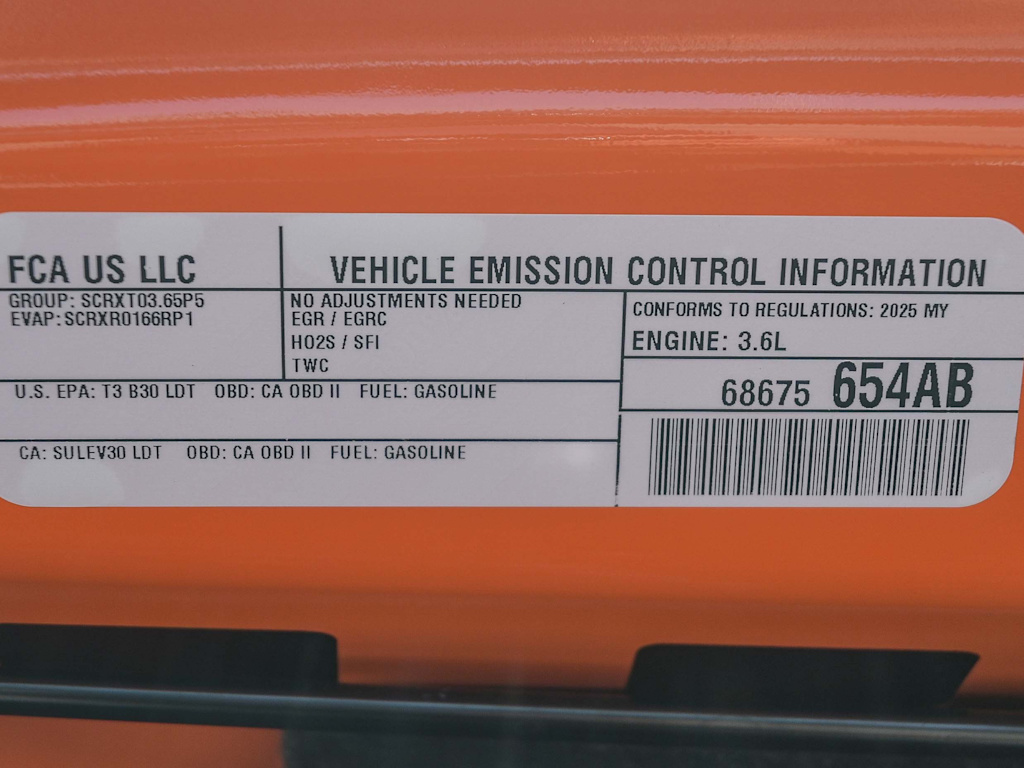 FCA US LLC
VEHICLE EMISSION CONTROL INFORMATION
GROUP: SCRXT03.65P5
EVAP: SCRXR0166RP1
NO ADJUSTMENTS NEEDED
EGR / EGRC
HO2S / SFI
TWC
CONFORMS TO REGULATIONS: 2025 MY
ENGINE: 3.6L
68675 654AB
U.S. EPA: T3 B30 LDT OBD: CA OBD II FUEL: GASOLINE
CA: SULEV30 LDT OBD: CA OBD II FUEL: GASOLINE